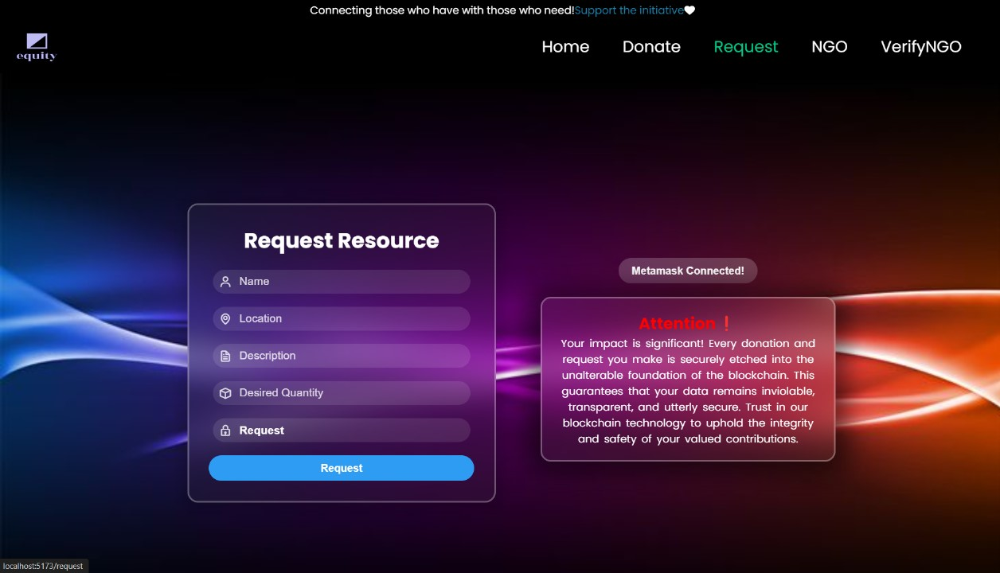 Connecting those who have with those who need!Support the initiative🤍
equity
Home Donate Request NGO VerifyNGO
Request Resource
Name
Location
Description
Desired Quantity
Request
Request
Metamask Connected!
Attention ❗
Your impact is significant! Every donation and
request you make is securely etched into the
unalterable foundation of the blockchain. This
guarantees that your data remains inviolable,
transparent, and utterly secure. Trust in our
blockchain technology to uphold the integrity
and safety of your valued contributions.
localhost:5173/request